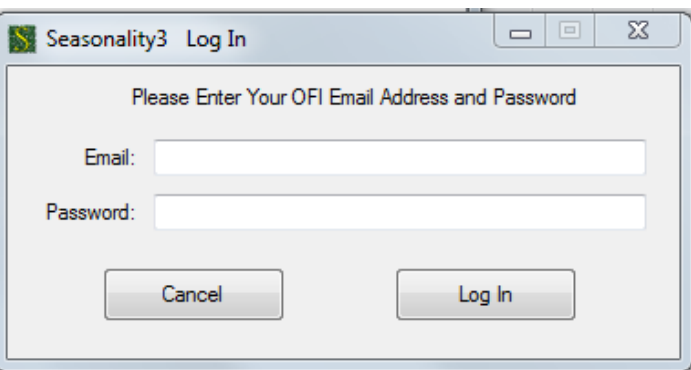 Seasonality3 Log In
Please Enter Your OFI Email Address and Password
Email:
Password:
Cancel Log In